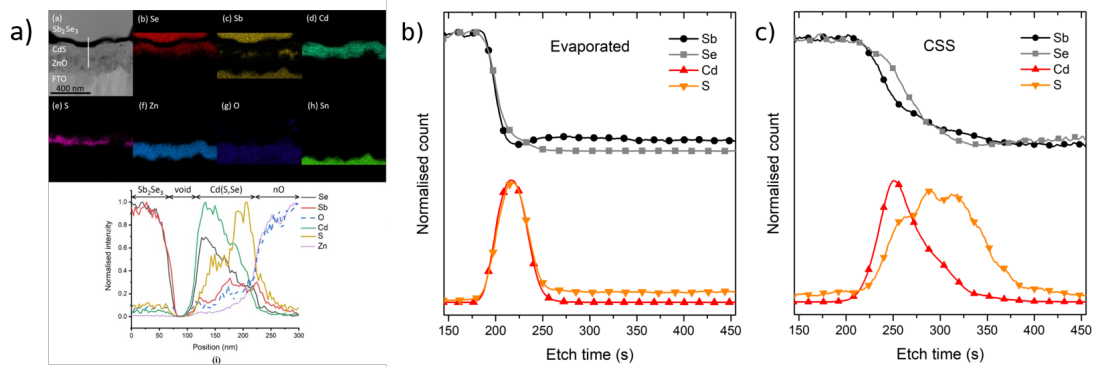 a)
(a)
Sb₂Se₃
CdS
ZnO
FTO
400 nm
(b) Se
(c) Sb
(d) Cd
(e) S
(f) Zn
(g) O
(h) Sn
Sb₂Se₃ void Cd(S,Se) nO
Se
Sb
O
Cd
S
Zn
1.0
0.8
0.6
0.4
0.2
0.0
Normalised intenzity
0 50 100 150 200 250 300
Position (nm)
(i)
b)
Evaporated
Sb
Se
Cd
S
Normalised count
150 200 250 300 350 400 450
Etch time (s)
c)
CSS
Sb
Se
Cd
S
Normalised count
150 200 250 300 350 400 450
Etch time (s)